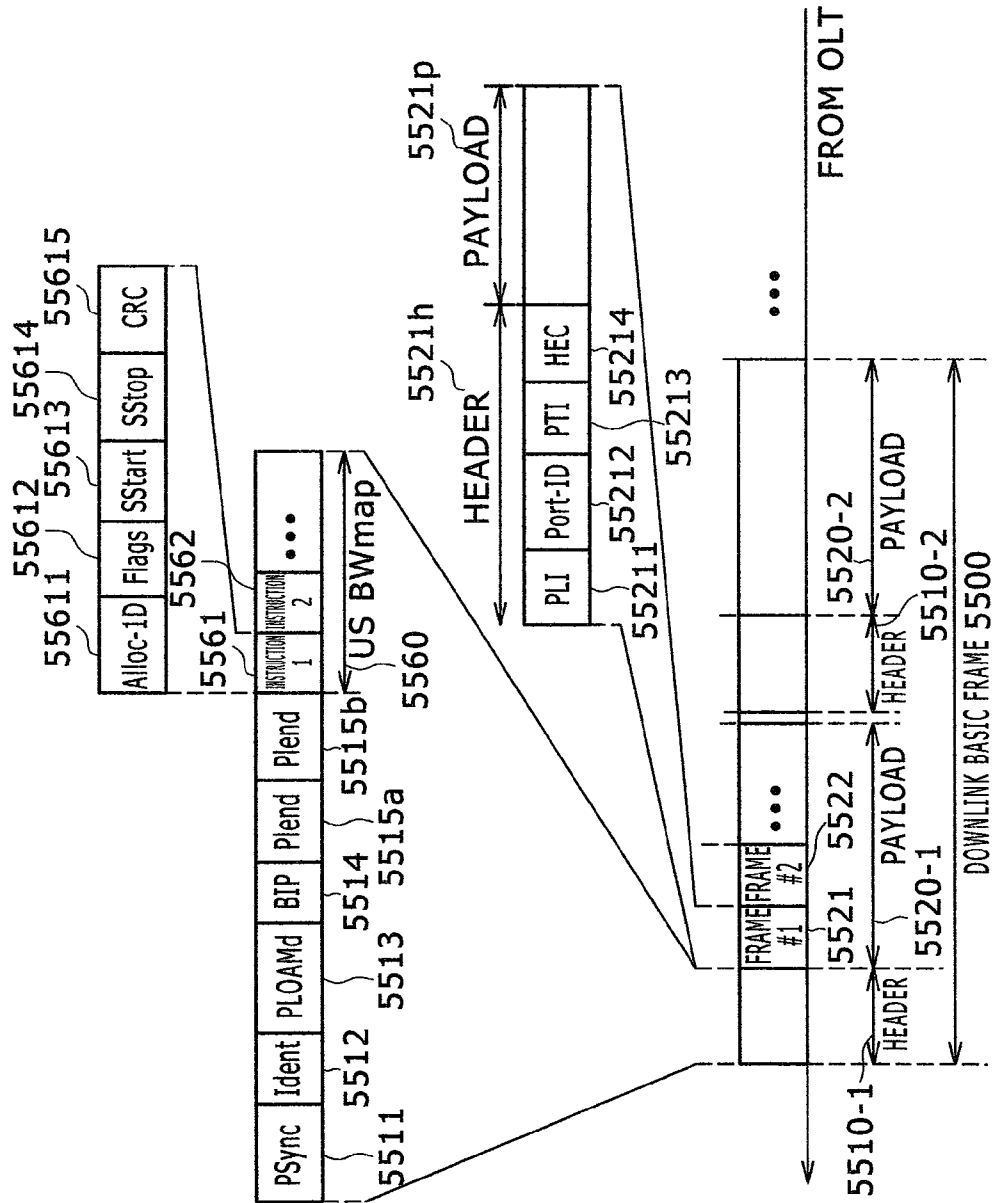 55611
55612
55613
55614
55615
Alloc-1D
Flags
SStart
SStop
CRC
5561
5562
PSync
Ident
PLOAMd
BIP
Plend
Plend
INSTRUCTION
1
INSTRUCTION
2
•••
5511
5512
5513
5514
5515a
5515b
5560
US BWmap
HEADER
5521h
PAYLOAD
5521p
PLI
Port-ID
PTI
HEC
55211
55212
55213
55214
FRAME
#1
FRAME
#2
•••
•••
5521
5522
FROM OLT
5510-1
HEADER
5520-1
PAYLOAD
HEADER
5510-2
PAYLOAD
5520-2
DOWNLINK BASIC FRAME 5500